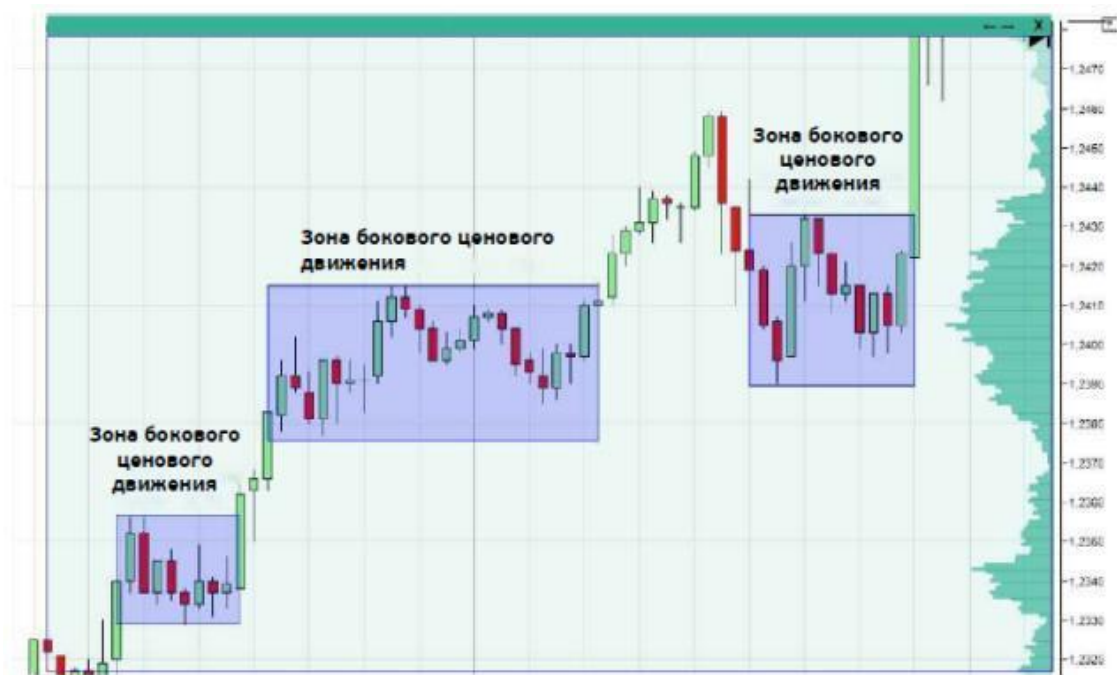 X
1,2470
1,2460
1,2450
1,2440
1,2430
1,2420
1,2410
1,2400
1,2390
1,2380
1,2370
1,2360
1,2350
1,2340
1,2330
1,2320
Зона бокового
ценового
движения
Зона бокового ценового
движения
Зона бокового
ценового
движения